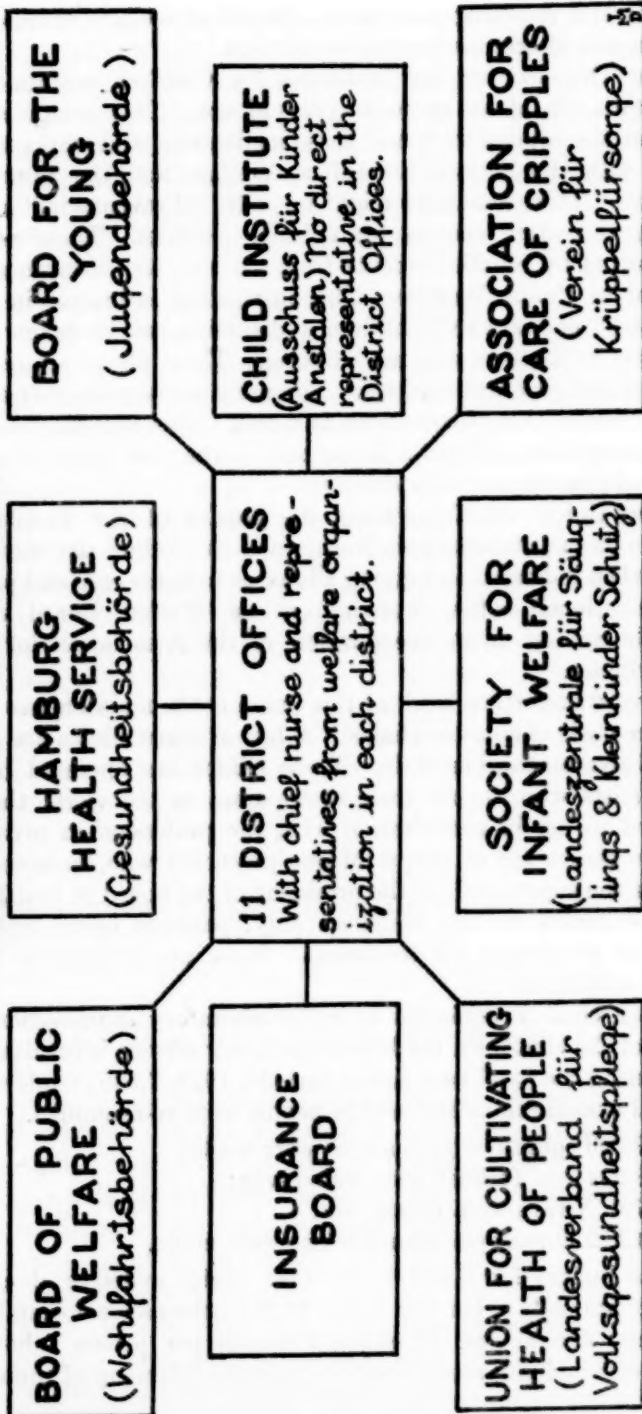 BOARD OF PUBLIC
WELFARE
(Wohlfahrtsbehörde)
HAMBURG
HEALTH SERVICE
(Gesundheitsbehörde)
BOARD FOR THE
YOUNG
(Jugendbehörde)
INSURANCE
BOARD
11 DISTRICT OFFICES
With chief nurse and repre-
sentatives from welfare organ-
ization in each district.
CHILD INSTITUTE
(Ausschuss für Kinder
Anstalen) No direct
representative in the
District Offices.
UNION FOR CULTIVATING
HEALTH OF PEOPLE
(Landesverband für
Volksgesundheitspflege)
SOCIETY FOR
INFANT WELFARE
(Landeszentrale für Säug-
lings & Kleinkinder Schutz)
ASSOCIATION FOR
CARE OF CRIPPLES
(Verein für
Krüppelfürsorge)